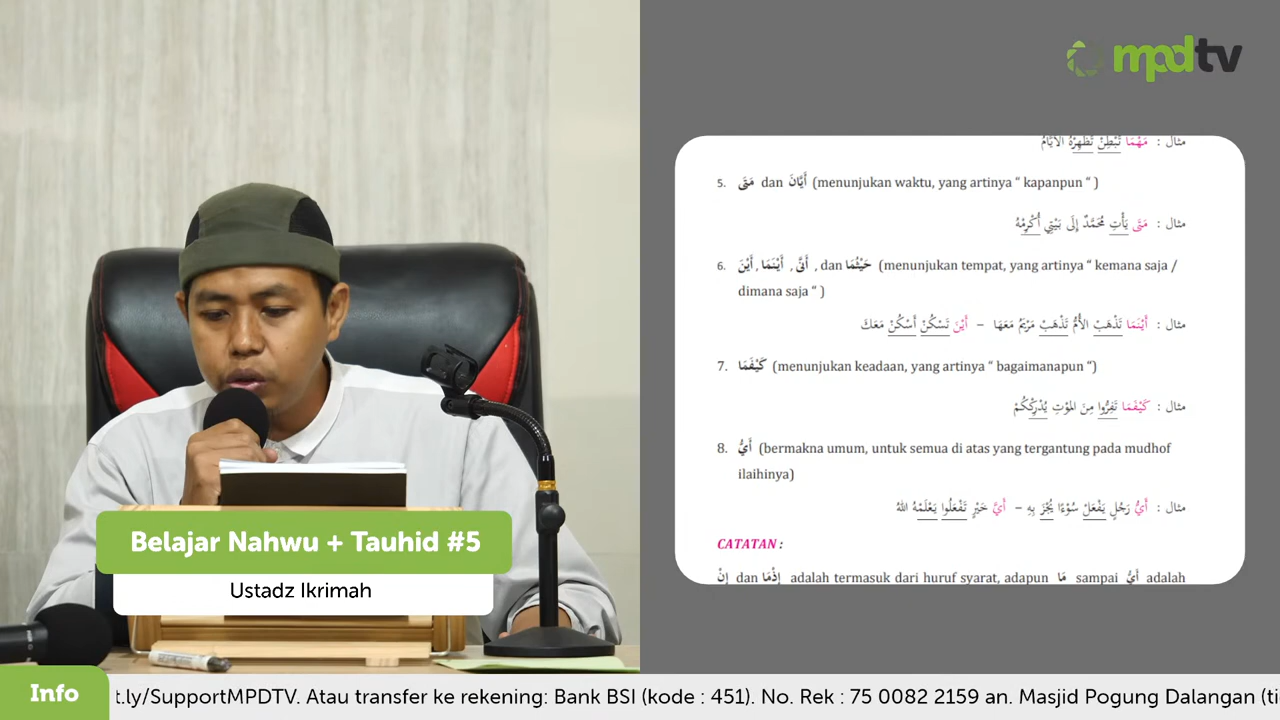 mpdtv
مثال : مَهْمَا تُبْطِنْ تُظْهِرْهُ الأَيَّامُ
5. مَتَى dan أَيَّانَ (menunjukan waktu, yang artinya “ kapanpun “ )
مثال : مَتَى يَأْتِ مُحَمَّدٌ إِلَى بَيْتِي أُكْرِمْهُ
6. أَيْنَ , أَيْنَمَا , أَنَّى , dan حَيْثُمَا (menunjukan tempat, yang artinya “ kemana saja /
dimana saja “ )
مثال : أَيْنَمَا تَذْهَبْ الأُمُّ تَذْهَبْ مَرْيَمُ مَعَهَا – أَيْنَ تَسْكُنْ أَسْكُنْ مَعَكَ
7. كَيْفَمَا (menunjukan keadaan, yang artinya “ bagaimanapun “)
مثال : كَيْفَمَا تَفِرُّوا مِنَ المَوْتِ يُدْرِكْكُمْ
8. أَيُّ (bermakna umum, untuk semua di atas yang tergantung pada mudhof
ilaihinya)
مثال : أَيُّ رَجُلٍ يَفْعَلْ سُوْءًا يُجْزَ بِهِ – أَيَّ خَيْرٍ تَفْعَلُوا يَعْلَمْهُ اللهُ
CATATAN :
إِنْ dan إِذْمَا adalah termasuk dari huruf syarat, adapun مَا sampai أَيُّ adalah
Belajar Nahwu + Tauhid #5
Ustadz Ikrimah
Info
t.ly/SupportMPDTV. Atau transfer ke rekening: Bank BSI (kode : 451). No. Rek : 75 0082 2159 an. Masjid Pogung Dalangan (ti